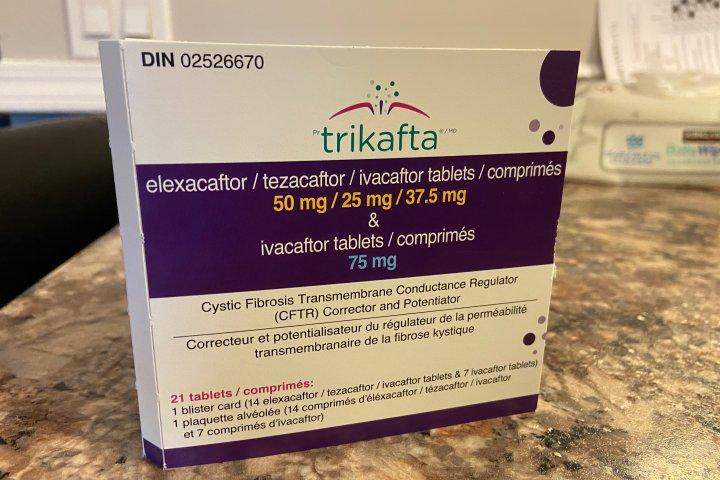 DIN 02526670
Pr trikafta ®/MD
elexacaftor / tezacaftor / ivacaftor tablets / comprimés
50 mg / 25 mg / 37.5 mg
&
ivacaftor tablets / comprimés
75 mg
Cystic Fibrosis Transmembrane Conductance Regulator
(CFTR) Corrector and Potentiator
Correcteur et potentialisateur du régulateur de la perméabilité
transmembranaire de la fibrose kystique
21 tablets / comprimés:
1 blister card (14 elexacaftor / tezacaftor / ivacaftor tablets & 7 ivacaftor tablets)
1 plaquette alvéolée (14 comprimés d'éléxacaftor / tézacaftor / ivacaftor
et 7 comprimés d'ivacaftor)